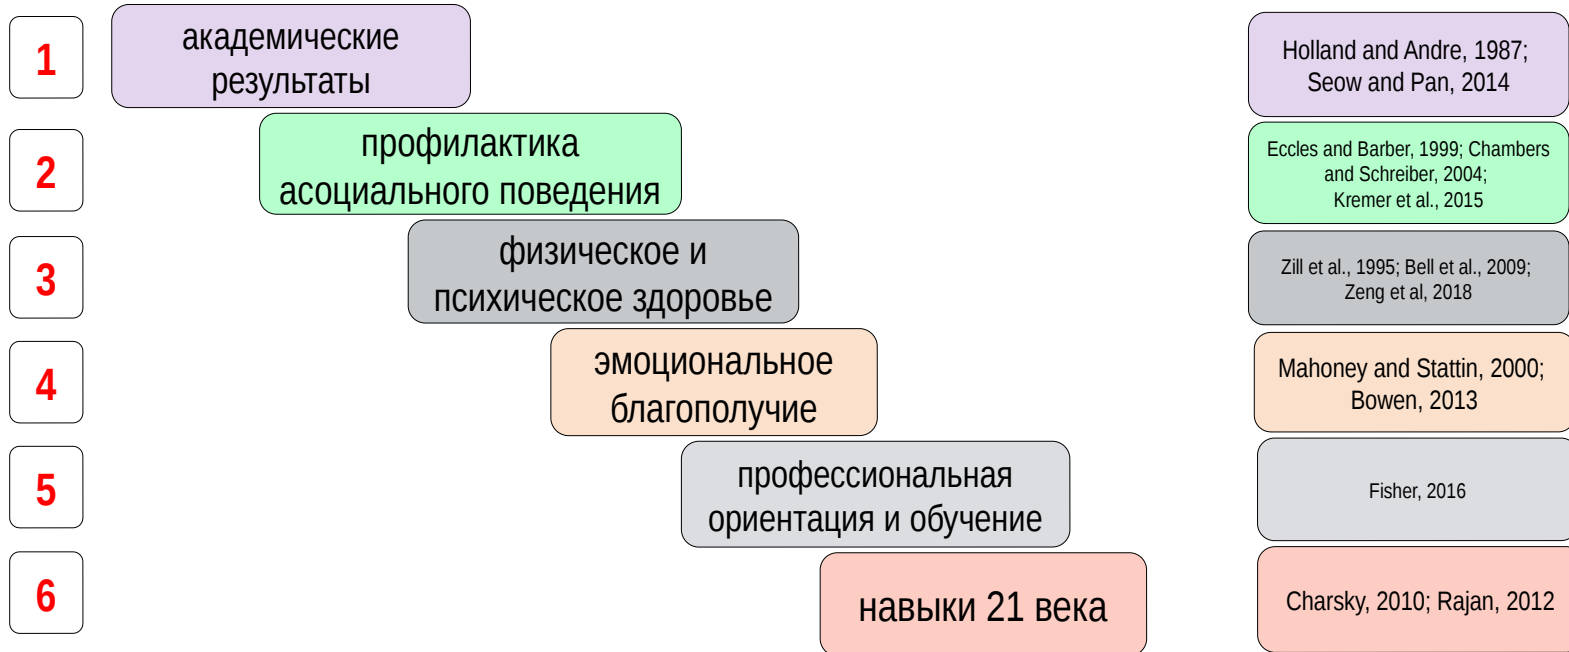 1
академические
результаты
Holland and Andre, 1987;
Seow and Pan, 2014
2
профилактика
асоциального поведения
Eccles and Barber, 1999; Chambers
and Schreiber, 2004;
Kremer et al., 2015
3
физическое и
психическое здоровье
Zill et al., 1995; Bell et al., 2009;
Zeng et al, 2018
4
эмоциональное
благополучие
Mahoney and Stattin, 2000;
Bowen, 2013
5
профессиональная
ориентация и обучение
Fisher, 2016
6
навыки 21 века
Charsky, 2010; Rajan, 2012